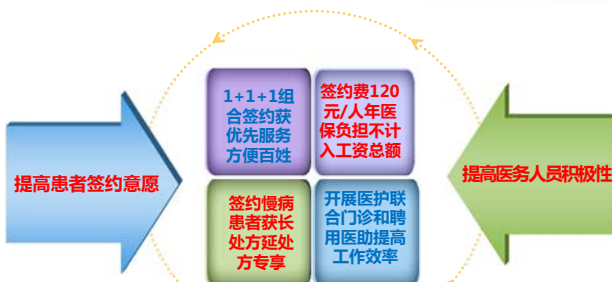 1+1+1组
合签约获
优先服务
方便百姓
签约费120
元/人年医
保负担不计
入工资总额
提高患者签约意愿
提高医务人员积极性
签约慢病
患者获长
处方延处
方专享
开展医护联
合门诊和聘
用医助提高
工作效率